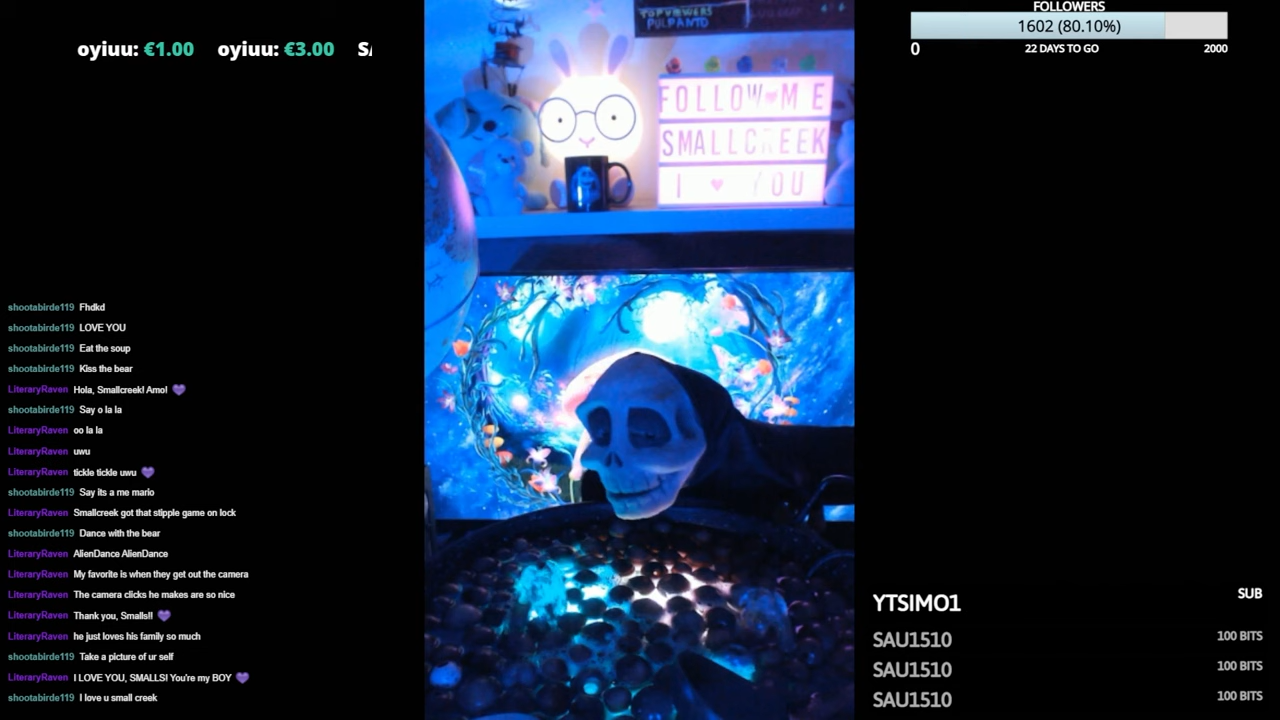 oyiuu: €1.00 oyiuu: €3.00
TOPVIEWERS
PULPANTO
FOLLOW♥ME
SMALLCREEK
I ♥ YOU
FOLLOWERS
1602 (80.10%)
0 22 DAYS TO GO 2000
shootabirde119 Fhdkd
shootabirde119 LOVE YOU
shootabirde119 Eat the soup
shootabirde119 Kiss the bear
LiteraryRaven Hola, Smallcreek! Amo! 💜
shootabirde119 Say o la la
LiteraryRaven oo la la
LiteraryRaven uwu
LiteraryRaven tickle tickle uwu 💜
shootabirde119 Say its a me mario
LiteraryRaven Smallcreek got that stipple game on lock
shootabirde119 Dance with the bear
LiteraryRaven AlienDance AlienDance
LiteraryRaven My favorite is when they get out the camera
LiteraryRaven The camera clicks he makes are so nice
LiteraryRaven Thank you, Smalls!! 💜
LiteraryRaven he just loves his family so much
shootabirde119 Take a picture of ur self
LiteraryRaven I LOVE YOU, SMALLS! You're my BOY 💜
shootabirde119 I love u small creek
YTSIMO1 SUB
SAU1510 100 BITS
SAU1510 100 BITS
SAU1510 100 BITS